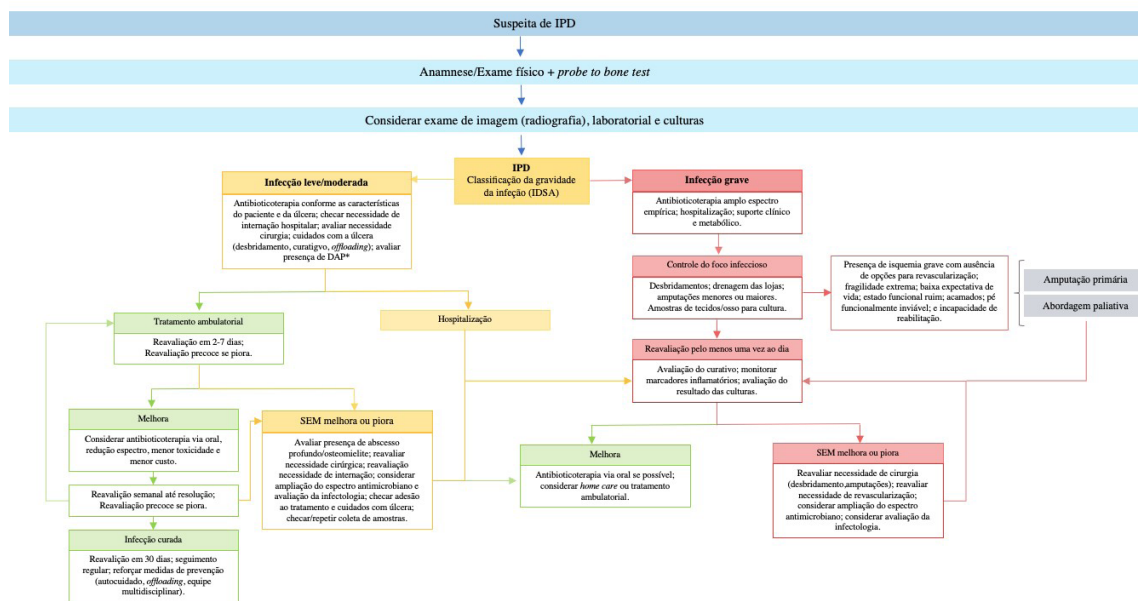 Suspeita de IPD
Anamnese/Exame físico + probe to bone test
Considerar exame de imagem (radiografia), laboratorial e culturas
IPD
Classificação da gravidade
da infeção (IDSA)
Infecção leve/moderada
Antibioticoterapia conforme as características
do paciente e da úlcera; checar necessidade de
internação hospitalar; avaliar necessidade
cirurgia; cuidados com a úlcera
(desbridamento, curatigvo, offloading); avaliar
presença de DAP*
Infecção grave
Antibioticoterapia amplo espectro
empírica; hospitalização; suporte clínico
e metabólico.
Controle do foco infeccioso
Desbridamentos; drenagem das lojas;
amputações menores ou maiores.
Amostras de tecidos/osso para cultura.
Presença de isquemia grave com ausência
de opções para revascularização;
fragilidade extrema; baixa expectativa de
vida; estado funcional ruim; acamados; pé
funcionalmente inviável; e incapacidade de
reabilitação.
Amputação primária
Abordagem paliativa
Tratamento ambulatorial
Reavaliação em 2-7 dias;
Reavaliação precoce se piora.
Hospitalização
Reavaliação pelo menos uma vez ao dia
Avaliação do curativo; monitorar
marcadores inflamatórios; avaliação do
resultado das culturas.
Melhora
Considerar antibioticoterapia via oral,
redução espectro, menor toxicidade e
menor custo.
Reavalição semanal até resolução;
Reavaliação precoce se piora.
Infecção curada
Reavalição em 30 dias; seguimento
regular; reforçar medidas de prevenção
(autocuidado, offloading, equipe
multidisciplinar).
SEM melhora ou piora
Avaliar presença de abscesso
profundo/osteomielite; reavaliar
necessidade cirúrgica; reavaliação
necessidade de internação; considerar
ampliação do espectro antimicrobiano e
avaliação da infectologia; checar adesão
ao tratamento e cuidados com úlcera;
checar/repetir coleta de amostras.
Melhora
Antibioticoterapia via oral se possível;
considerar home care ou tratamento
ambulatorial.
SEM melhora ou piora
Reavaliar necessidade de cirurgia
(desbridamento,amputações); reavaliar
necessidade de revascularização;
considerar ampliação do espectro
antimicrobiano; considerar avaliação da
infectologia.